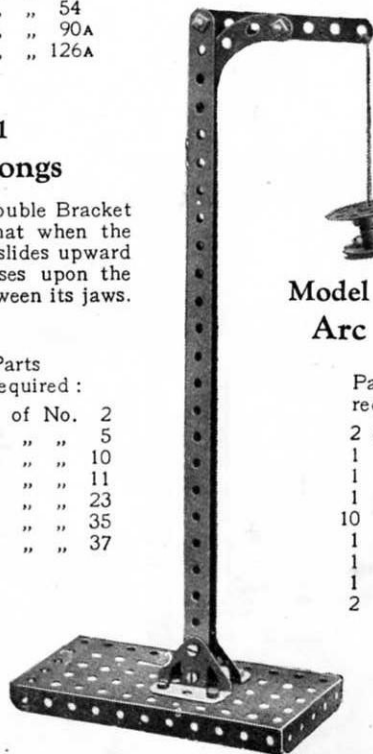 „ „ 54
„ „ 90A
„ „ 126A
ongs
ouble Bracket
hat when the
slides upward
ses upon the
ween its jaws.
Parts
equired :
of No. 2
„ „ 5
„ „ 10
„ „ 11
„ „ 23
„ „ 35
„ „ 37
Model
Arc
Pa
rec
2
1
1
1
10
1
1
1
2